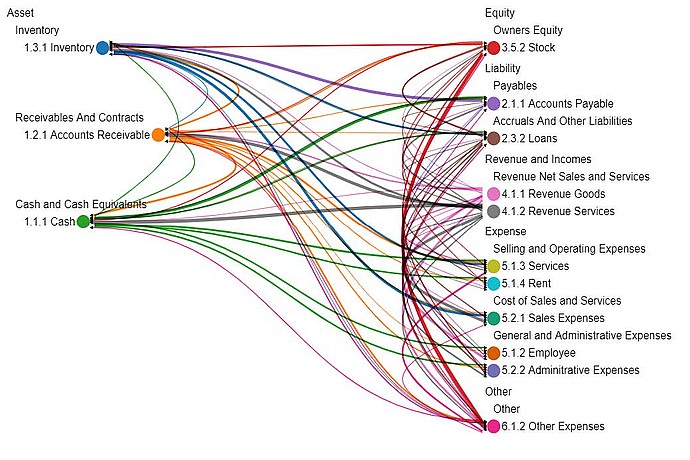 Asset
Inventory
1.3.1 Inventory
Receivables And Contracts
1.2.1 Accounts Receivable
Cash and Cash Equivalents
1.1.1 Cash
Equity
Owners Equity
3.5.2 Stock
Liability
Payables
2.1.1 Accounts Payable
Accruals And Other Liabilities
2.3.2 Loans
Revenue and Incomes
Revenue Net Sales and Services
4.1.1 Revenue Goods
4.1.2 Revenue Services
Expense
Selling and Operating Expenses
5.1.3 Services
5.1.4 Rent
Cost of Sales and Services
5.2.1 Sales Expenses
General and Administrative Expenses
5.1.2 Employee
5.2.2 Adminitrative Expenses
Other
Other
6.1.2 Other Expenses